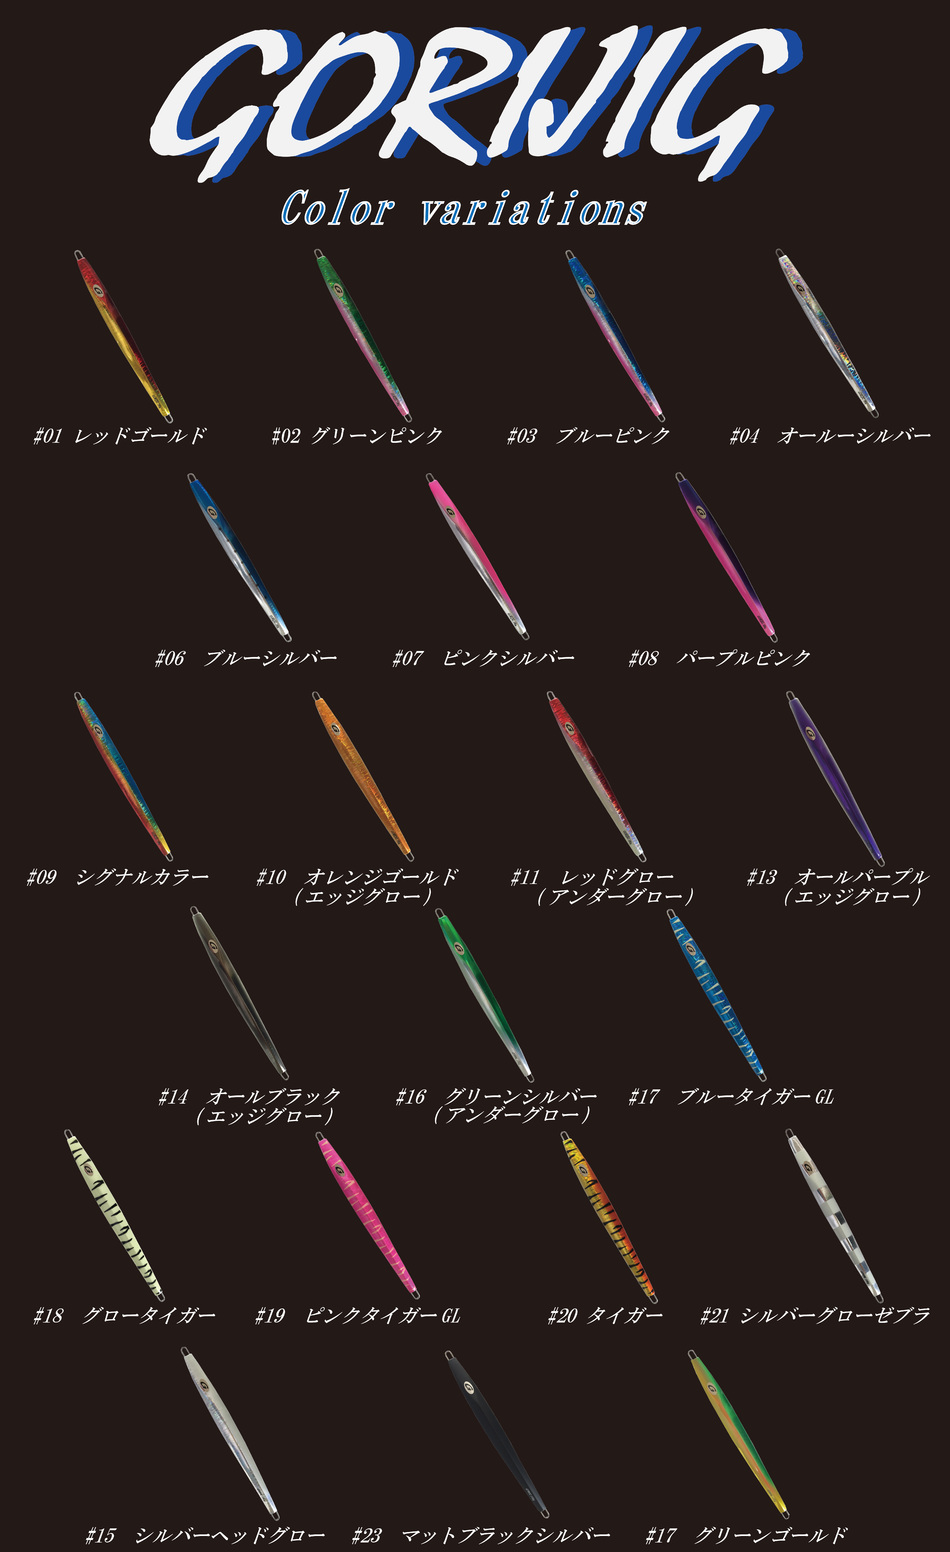 GORIJIG
Color variations
#01 レッドゴールド
#02 グリーンピンク
#03 ブルーピンク
#04 オールーシルバー
#06 ブルーシルバー
#07 ピンクシルバー
#08 パープルピンク
#09 シグナルカラー
#10 オレンジゴールド
(エッジグロー)
#11 レッドグロー
(アンダーグロー)
#13 オールパープル
(エッジグロー)
#14 オールブラック
(エッジグロー)
#16 グリーンシルバー
(アンダーグロー)
#17 ブルータイガーGL
#18 グロータイガー
#19 ピンクタイガーGL
#20 タイガー
#21 シルバーグローゼブラ
#15 シルバーヘッドグロー
#23 マットブラックシルバー
#17 グリーンゴールド